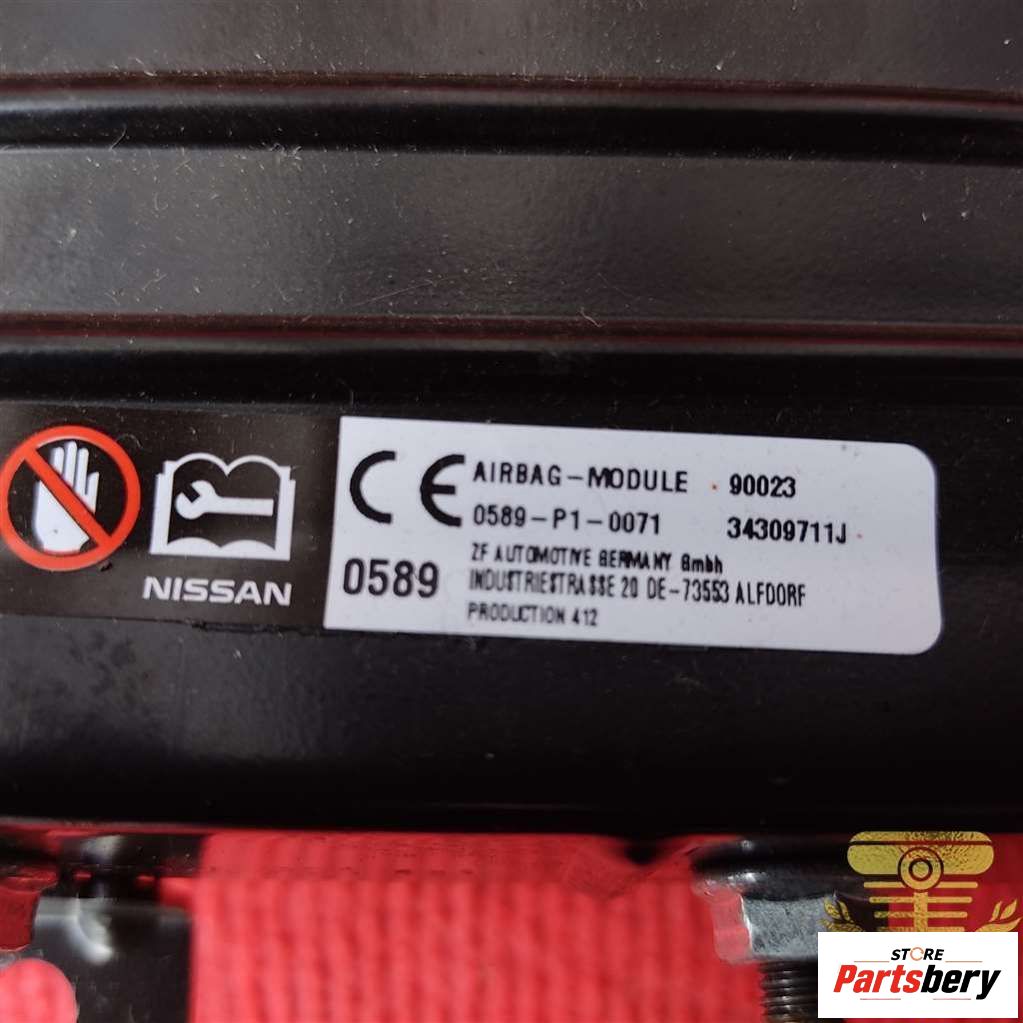 CE AIRBAG-MODULE 90023
0589-P1-0071 34309711J
ZF AUTOMOTIVE GERMANY GmbH
0589 INDUSTRIESTRASSE 20 DE-73553 ALFDORF
NISSAN
PRODUCTION 412
STORE
Partsbery